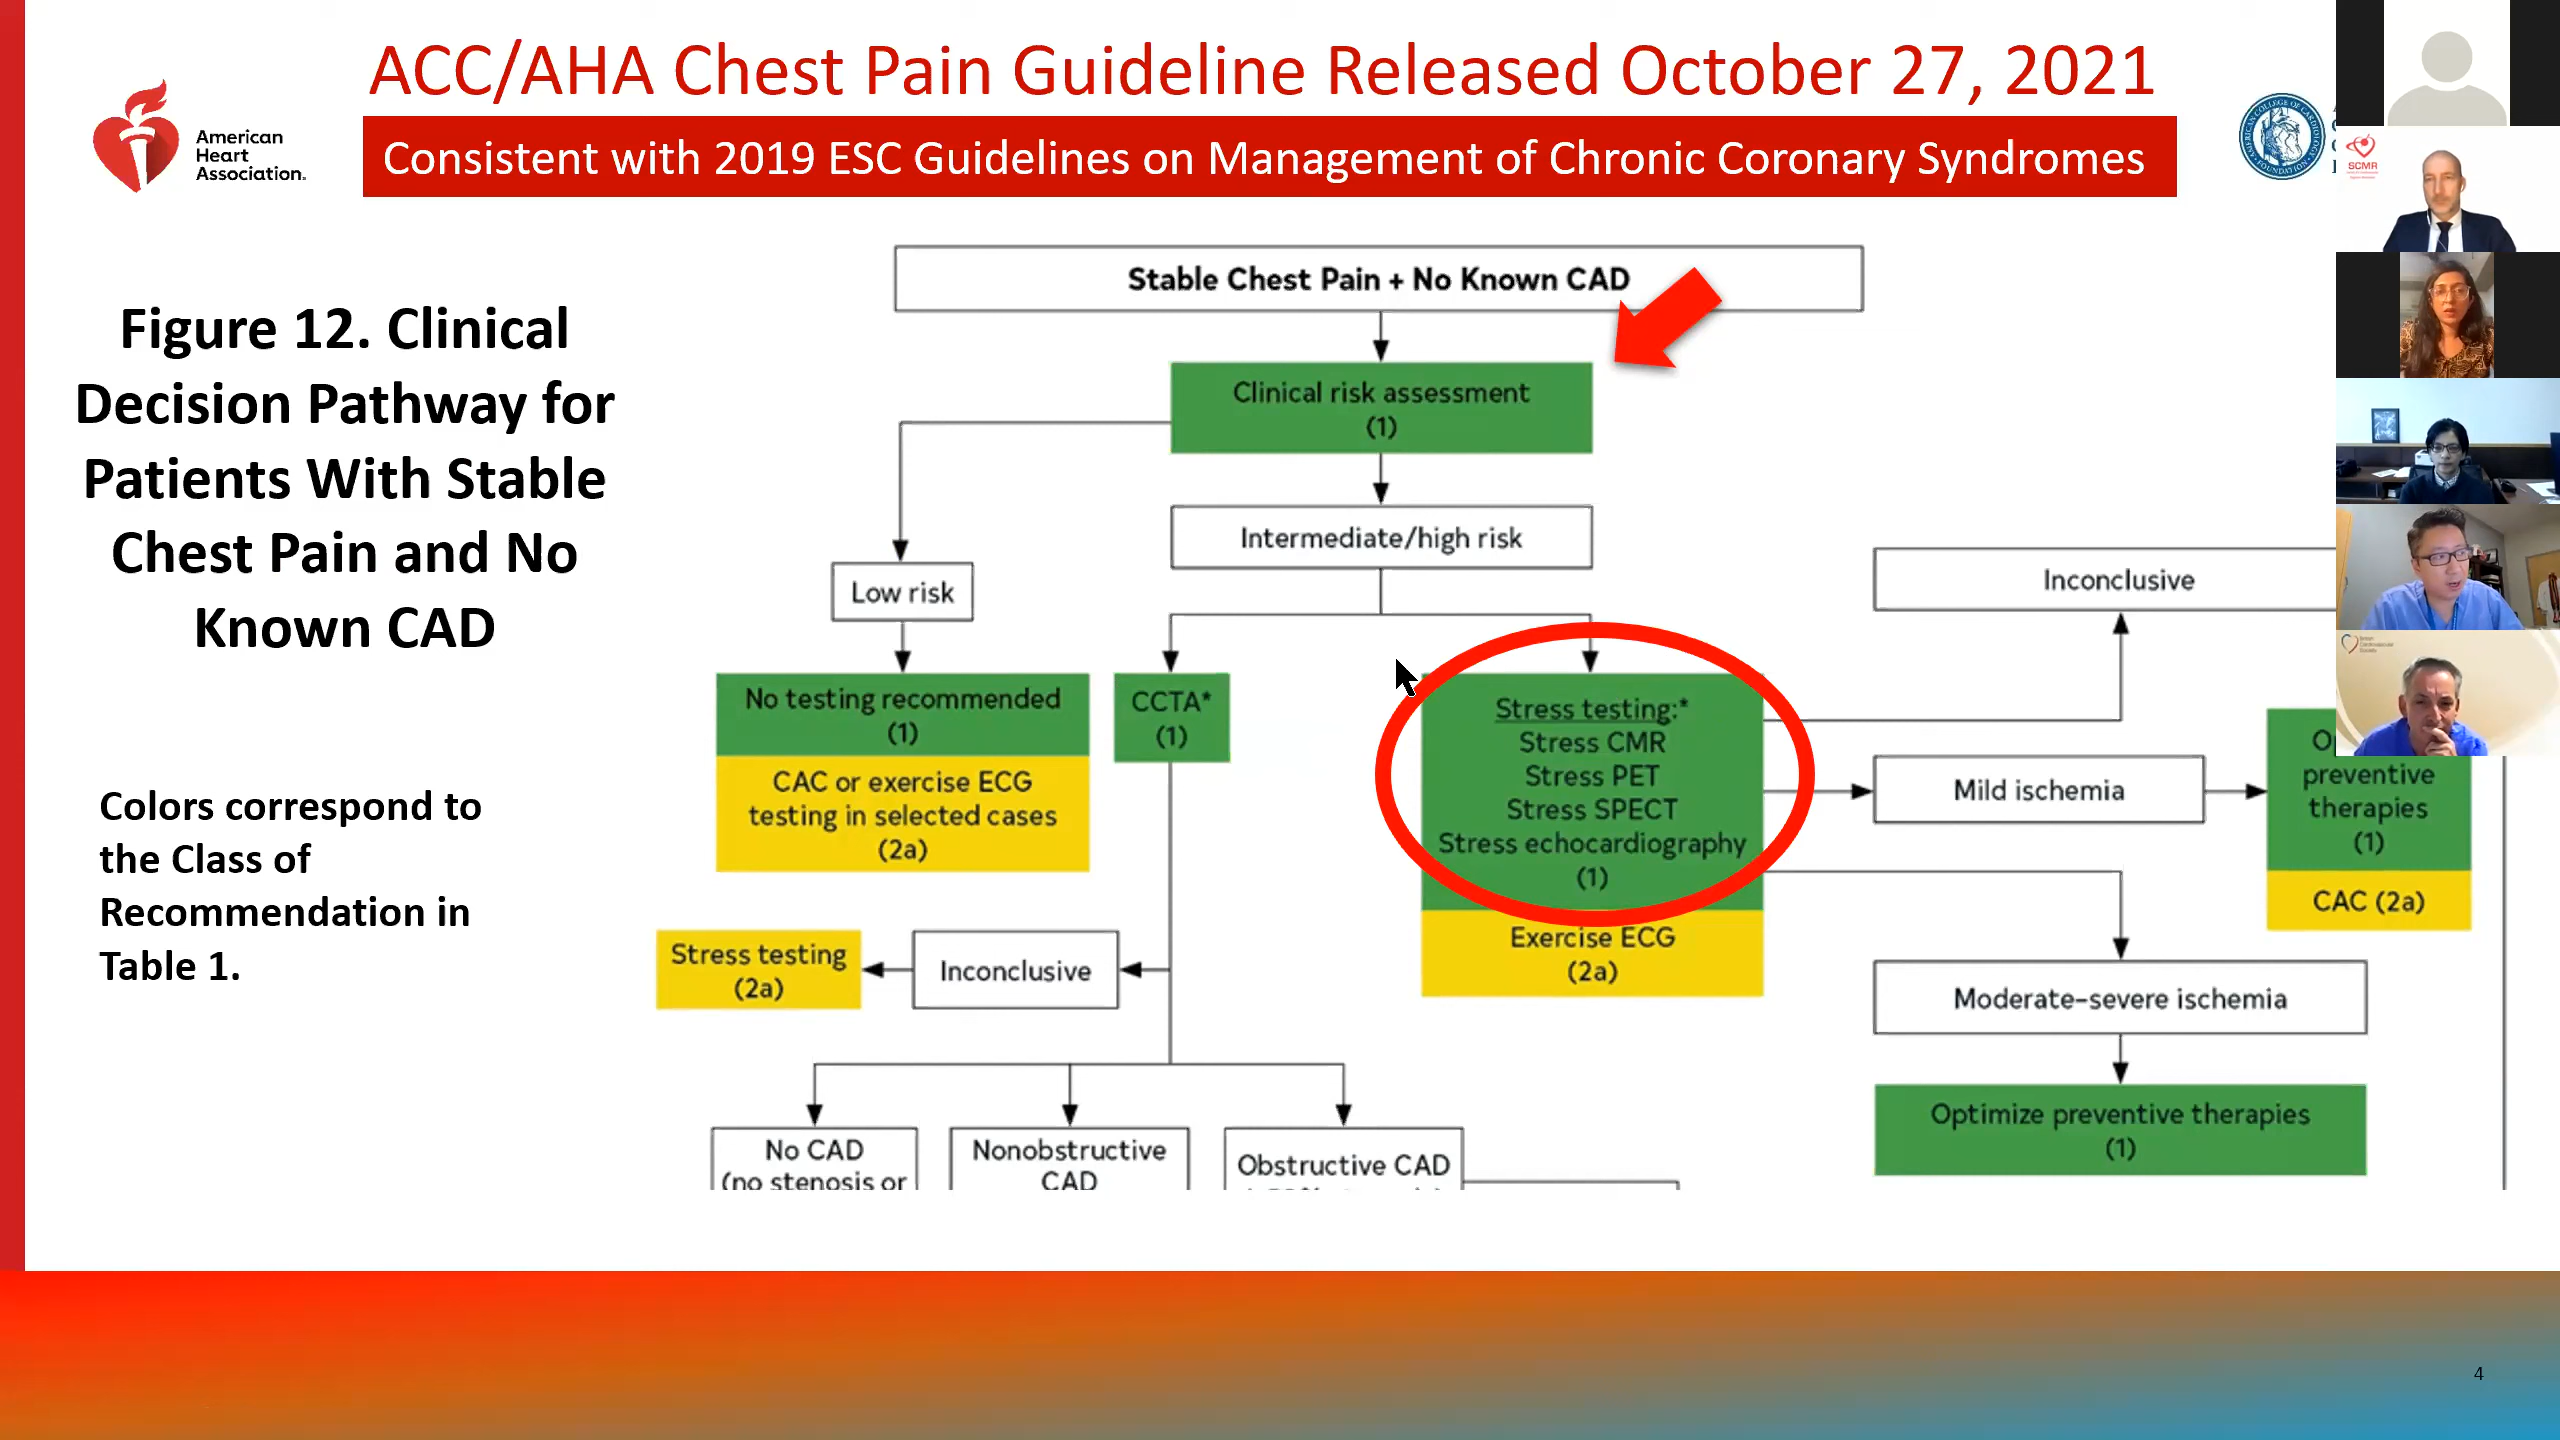 ACC/AHA Chest Pain Guideline Released October 27, 2021
Consistent with 2019 ESC Guidelines on Management of Chronic Coronary Syndromes
American
Heart
Association.
SCMR
Figure 12. Clinical
Decision Pathway for
Patients With Stable
Chest Pain and No
Known CAD
Colors correspond to
the Class of
Recommendation in
Table 1.
Stable Chest Pain + No Known CAD
Clinical risk assessment
(1)
Intermediate/high risk
Low risk
No testing recommended
(1)
CAC or exercise ECG
testing in selected cases
(2a)
CCTA*
(1)
Stress testing:*
Stress CMR
Stress PET
Stress SPECT
Stress echocardiography
(1)
Exercise ECG
(2a)
Inconclusive
Mild ischemia
preventive
therapies
(1)
CAC (2a)
Moderate-severe ischemia
Optimize preventive therapies
(1)
Stress testing
(2a)
Inconclusive
No CAD
(no stenosis or
Nonobstructive
CAD
Obstructive CAD
4